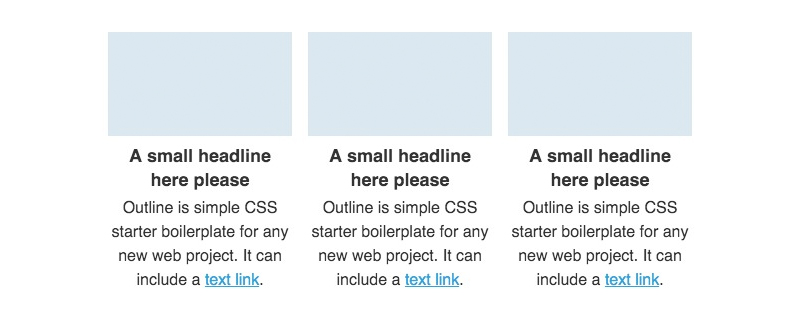 A small headline
here please
Outline is simple CSS
starter boilerplate for any
new web project. It can
include a text link.
A small headline
here please
Outline is simple CSS
starter boilerplate for any
new web project. It can
include a text link.
A small headline
here please
Outline is simple CSS
starter boilerplate for any
new web project. It can
include a text link.